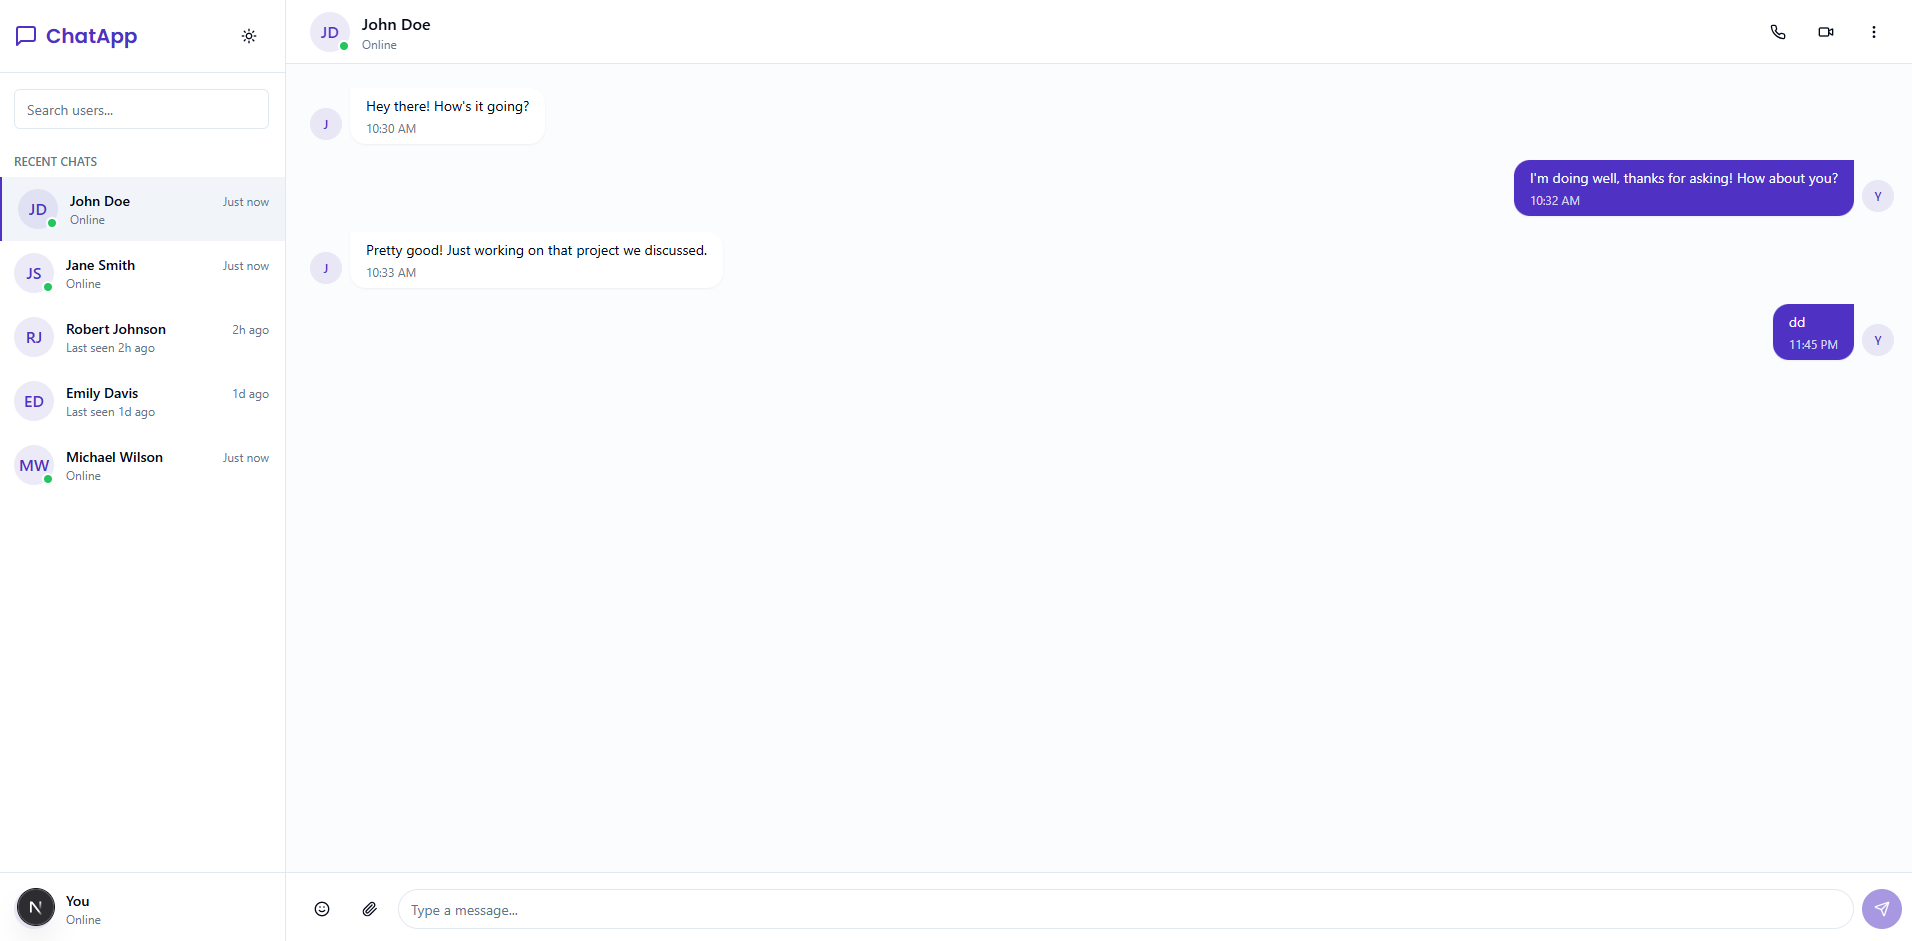 ChatApp
Search users...
RECENT CHATS
JD
John Doe
Just now
Online
JS
Jane Smith
Just now
Online
RJ
Robert Johnson
2h ago
Last seen 2h ago
ED
Emily Davis
1d ago
Last seen 1d ago
MW
Michael Wilson
Just now
Online
N
You
Online
JD
John Doe
Online
Hey there! How's it going?
10:30 AM
J
I'm doing well, thanks for asking! How about you?
10:32 AM
Y
Pretty good! Just working on that project we discussed.
10:33 AM
J
dd
11:45 PM
Y
Type a message...